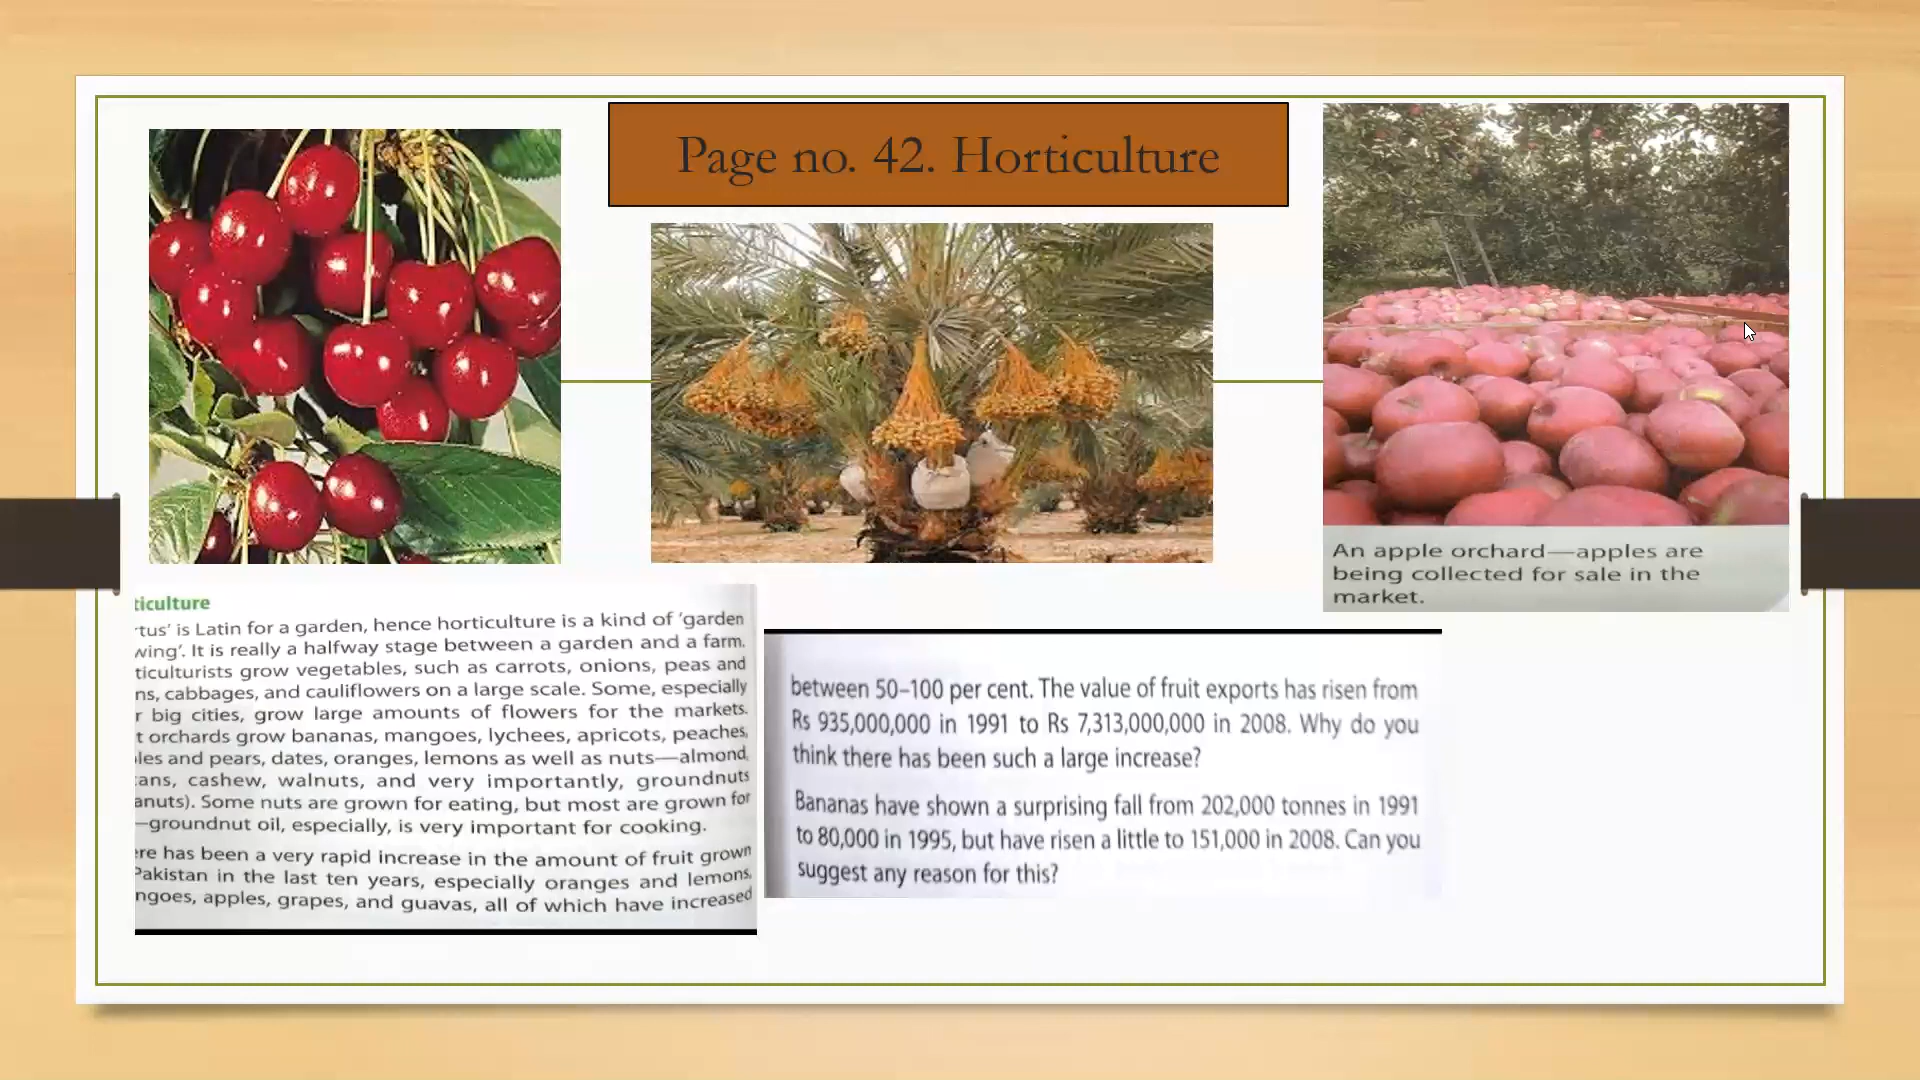 Page no. 42. Horticulture
An apple orchard—apples are
being collected for sale in the
market.
ticulture
rtus' is Latin for a garden, hence horticulture is a kind of 'garden
wing'. It is really a halfway stage between a garden and a farm.
ticulturists grow vegetables, such as carrots, onions, peas and
ns, cabbages, and cauliflowers on a large scale. Some, especially
r big cities, grow large amounts of flowers for the markets.
t orchards grow bananas, mangoes, lychees, apricots, peaches,
les and pears, dates, oranges, lemons as well as nuts—almond,
ans, cashew, walnuts, and very importantly, groundnuts
anuts). Some nuts are grown for eating, but most are grown for
—groundnut oil, especially, is very important for cooking.
ere has been a very rapid increase in the amount of fruit grown
Pakistan in the last ten years, especially oranges and lemons,
ngoes, apples, grapes, and guavas, all of which have increased
between 50–100 per cent. The value of fruit exports has risen from
Rs 935,000,000 in 1991 to Rs 7,313,000,000 in 2008. Why do you
think there has been such a large increase?
Bananas have shown a surprising fall from 202,000 tonnes in 1991
to 80,000 in 1995, but have risen a little to 151,000 in 2008. Can you
suggest any reason for this?